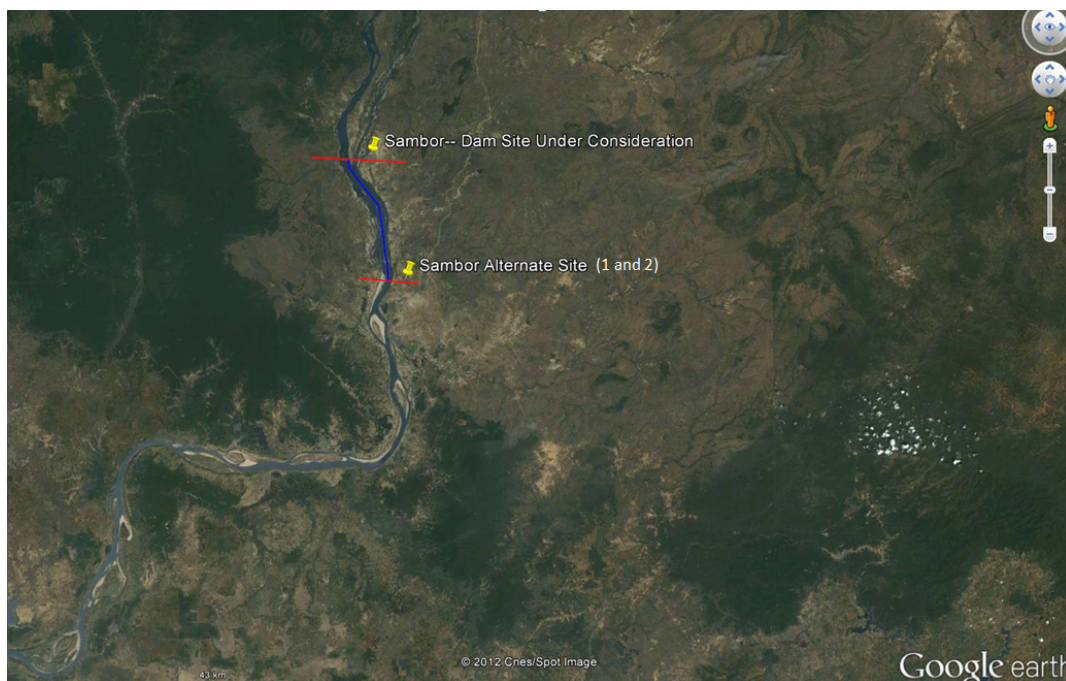 Sambor-- Dam Site Under Consideration
Sambor Alternate Site (1 and 2)
© 2012 Cnes/Spot Image
43 km
Google earth